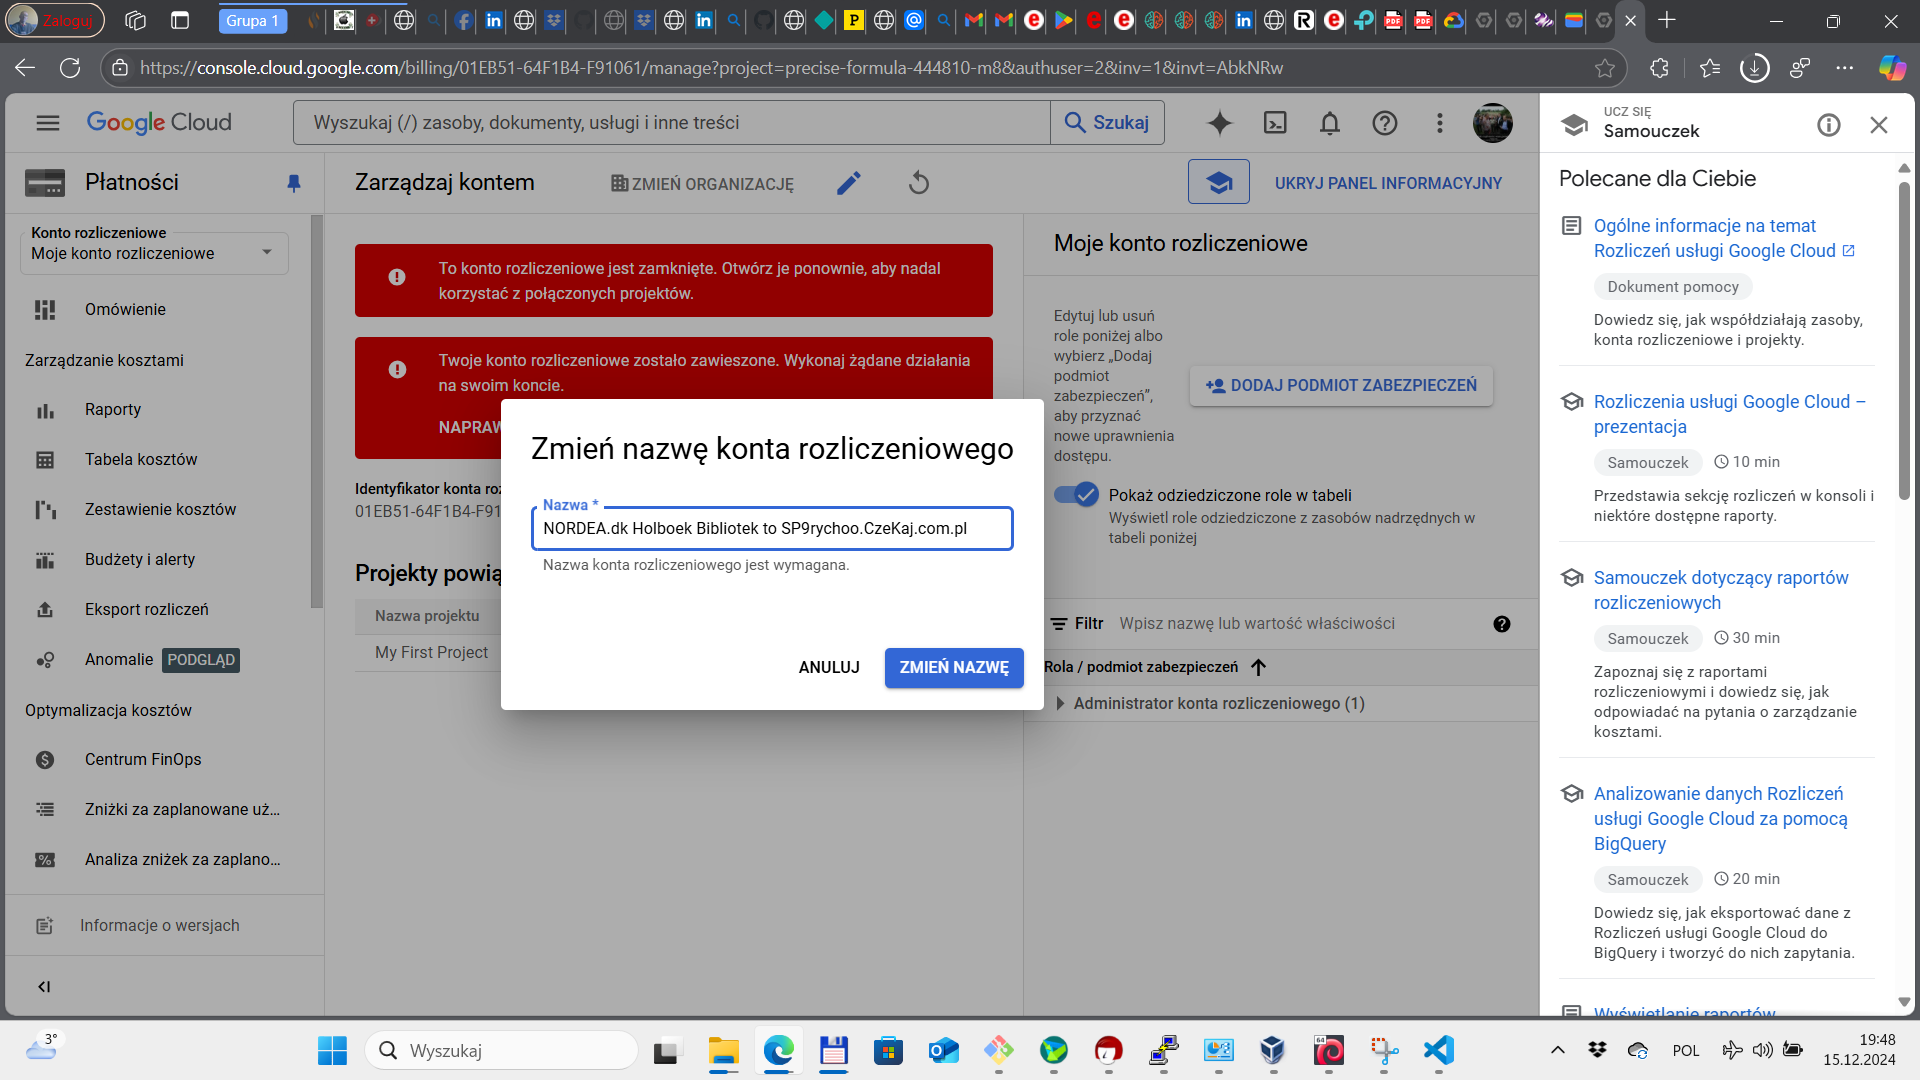 Zaloguj
Grupa 1
https://console.cloud.google.com/billing/01EB51-64F1B4-F91061/manage?project=precise-formula-444810-m8&authuser=2&inv=1&invt=AbkNRw
Google Cloud
Wyszukaj (/) zasoby, dokumenty, usługi i inne treści
Szukaj
Płatności
Konto rozliczeniowe
Moje konto rozliczeniowe
Omówienie
Zarządzanie kosztami
Raporty
Tabela kosztów
Zestawienie kosztów
Budżety i alerty
Eksport rozliczeń
Anomalie PODGLĄD
Optymalizacja kosztów
Centrum FinOps
Zniżki za zaplanowane uż...
Analiza zniżek za zaplano...
Informacje o wersjach
Zarządzaj kontem
ZMIEŃ ORGANIZACJĘ
UKRYJ PANEL INFORMACYJNY
To konto rozliczeniowe jest zamknięte. Otwórz je ponownie, aby nadal
korzystać z połączonych projektów.
Twoje konto rozliczeniowe zostało zawieszone. Wykonaj żądane działania
na swoim koncie.
NAPRAW
Identyfikator konta roz
01EB51-64F1B4-F91
Projekty powią
Nazwa projektu
My First Project
Zmień nazwę konta rozliczeniowego
Nazwa *
NORDEA.dk Holboek Bibliotek to SP9rychoo.CzeKaj.com.pl
Nazwa konta rozliczeniowego jest wymagana.
ANULUJ
ZMIEŃ NAZWĘ
Moje konto rozliczeniowe
Edytuj lub usuń
role poniżej albo
wybierz „Dodaj
podmiot
zabezpieczeń”,
aby przyznać
nowe uprawnienia
dostępu.
DODAJ PODMIOT ZABEZPIECZEŃ
Pokaż odziedziczone role w tabeli
Wyświetl role odziedziczone z zasobów nadrzędnych w
tabeli poniżej
Filtr
Wpisz nazwę lub wartość właściwości
Rola / podmiot zabezpieczeń
Administrator konta rozliczeniowego (1)
UCZ SIĘ
Samouczek
Polecane dla Ciebie
Ogólne informacje na temat
Rozliczeń usługi Google Cloud
Dokument pomocy
Dowiedz się, jak współdziałają zasoby,
konta rozliczeniowe i projekty.
Rozliczenia usługi Google Cloud –
prezentacja
Samouczek
10 min
Przedstawia sekcję rozliczeń w konsoli i
niektóre dostępne raporty.
Samouczek dotyczący raportów
rozliczeniowych
Samouczek
30 min
Zapoznaj się z raportami
rozliczeniowymi i dowiedz się, jak
odpowiadać na pytania o zarządzanie
kosztami.
Analizowanie danych Rozliczeń
usługi Google Cloud za pomocą
BigQuery
Samouczek
20 min
Dowiedz się, jak eksportować dane z
Rozliczeń usługi Google Cloud do
BigQuery i tworzyć do nich zapytania.
Wyświetlanie raportów
3°
Wyszukaj
POL
19:48
15.12.2024